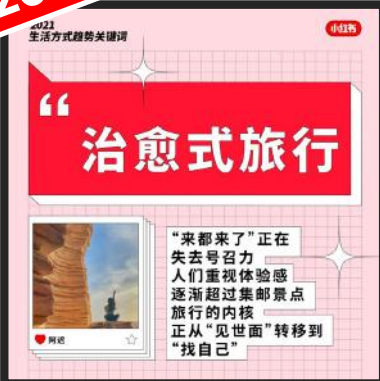 2021
生活方式趋势关键词
小红书
治愈式旅行
“来都来了”正在
失去号召力
人们重视体验感
逐渐超过集邮景点
旅行的内核
正从“见世面”转移到
“找自己”
阿迟